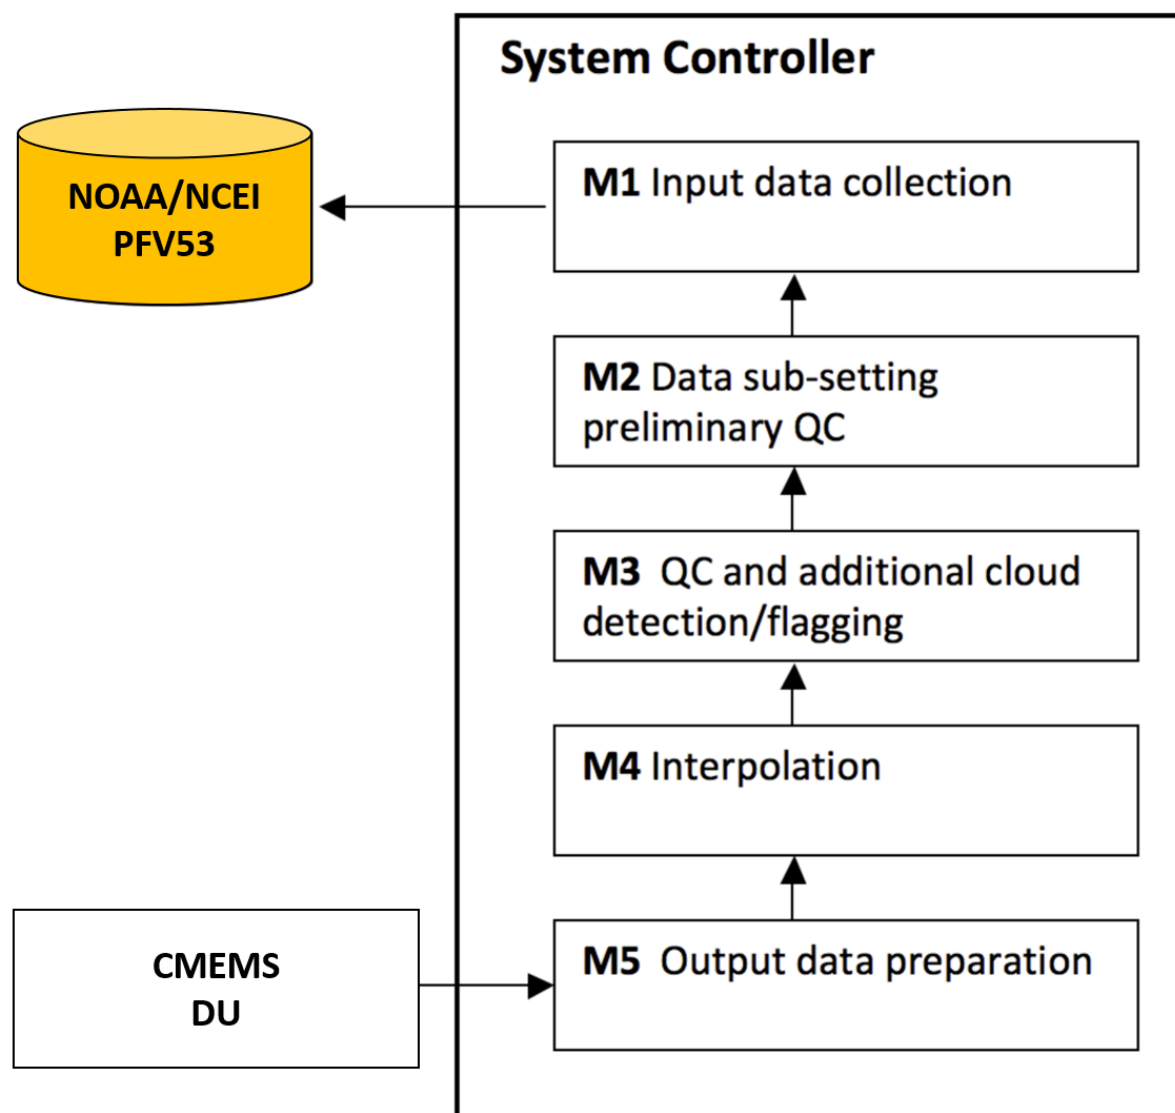 System Controller
NOAA/NCEI
PFV53
M1 Input data collection
M2 Data sub-setting
preliminary QC
M3 QC and additional cloud
detection/flagging
M4 Interpolation
CMEMS
DU
M5 Output data preparation